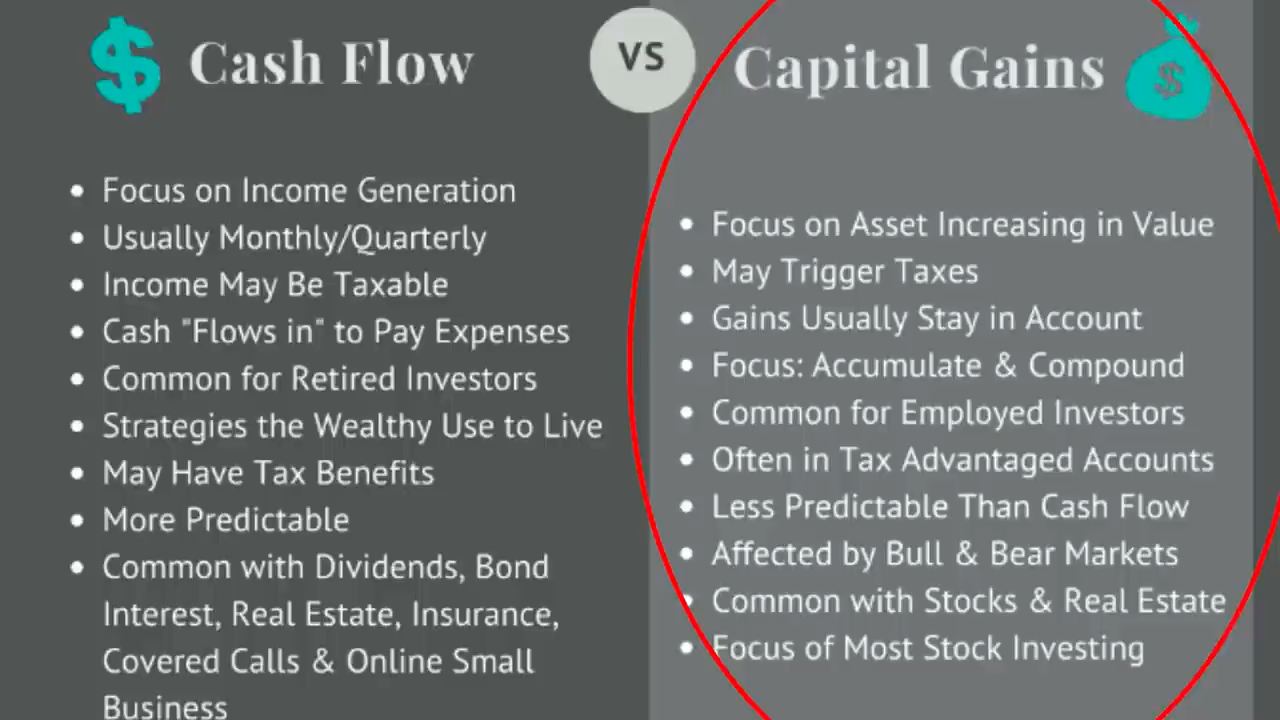 $ Cash Flow
VS
Capital Gains $
• Focus on Income Generation
• Usually Monthly/Quarterly
• Income May Be Taxable
• Cash "Flows in" to Pay Expenses
• Common for Retired Investors
• Strategies the Wealthy Use to Live
• May Have Tax Benefits
• More Predictable
• Common with Dividends, Bond
Interest, Real Estate, Insurance,
Covered Calls & Online Small
Business
• Focus on Asset Increasing in Value
• May Trigger Taxes
• Gains Usually Stay in Account
• Focus: Accumulate & Compound
• Common for Employed Investors
• Often in Tax Advantaged Accounts
• Less Predictable Than Cash Flow
• Affected by Bull & Bear Markets
• Common with Stocks & Real Estate
• Focus of Most Stock Investing